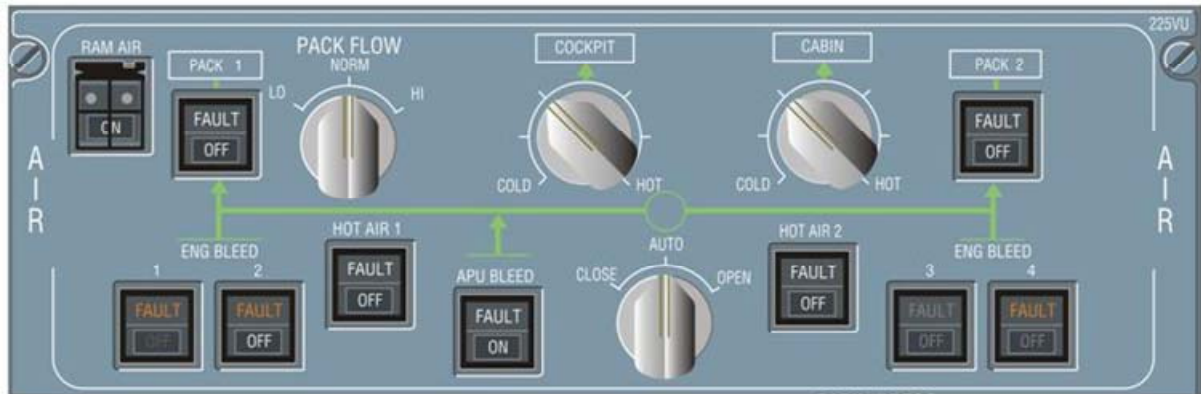 225VU
RAM AIR
PACK FLOW
COCKPIT
CABIN
PACK 1
NORM
PACK 2
LO
HI
ON
FAULT
OFF
FAULT
OFF
COLD
HOT
COLD
HOT
AIR
AIR
ENG BLEED
1
2
HOT AIR 1
APU BLEED
AUTO
CLOSE
OPEN
HOT AIR 2
ENG BLEED
3
4
FAULT
OFF
FAULT
OFF
FAULT
OFF
FAULT
ON
FAULT
OFF
FAULT
OFF
FAULT
OFF